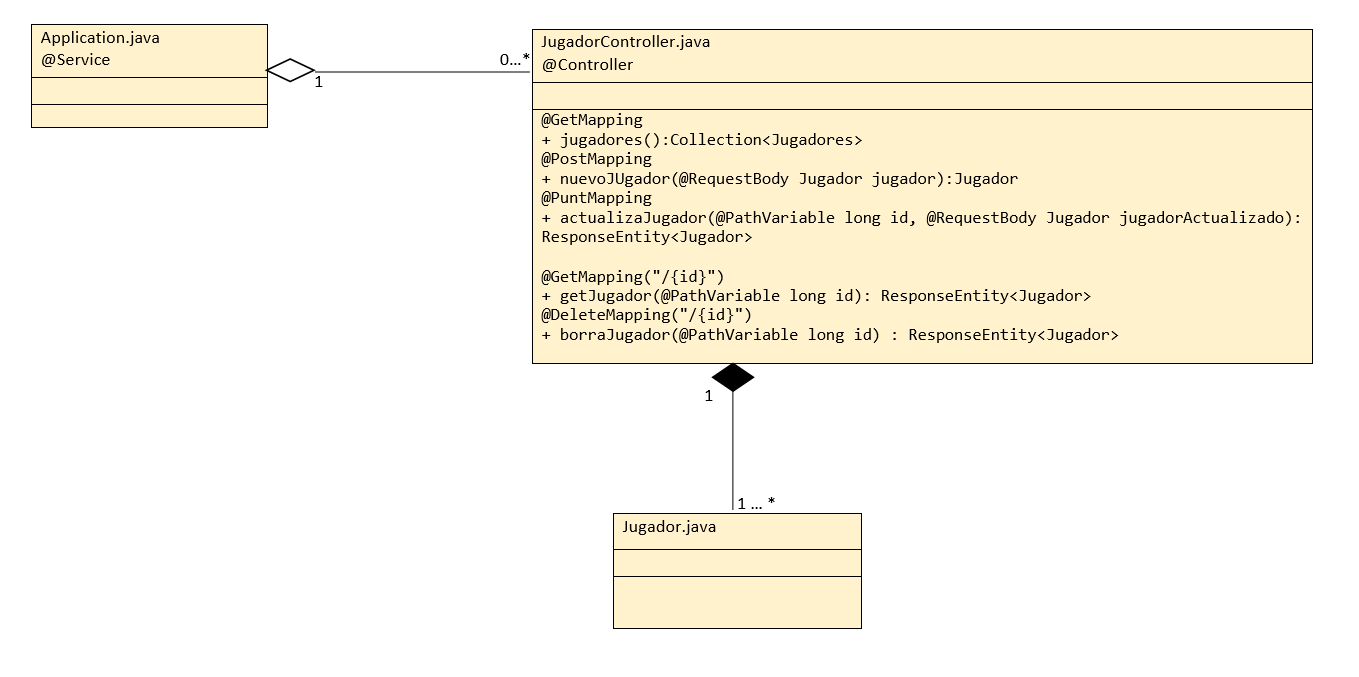 Application.java
@Service
1
0...*
JugadorController.java
@Controller
@GetMapping
+ jugadores():Collection<Jugadores>
@PostMapping
+ nuevoJUgador(@RequestBody Jugador jugador):Jugador
@PuntMapping
+ actualizaJugador(@PathVariable long id, @RequestBody Jugador jugadorActualizado):
ResponseEntity<Jugador>
@GetMapping("/{id}")
+ getJugador(@PathVariable long id): ResponseEntity<Jugador>
@DeleteMapping("/{id}")
+ borraJugador(@PathVariable long id) : ResponseEntity<Jugador>
1
1 ... *
Jugador.java